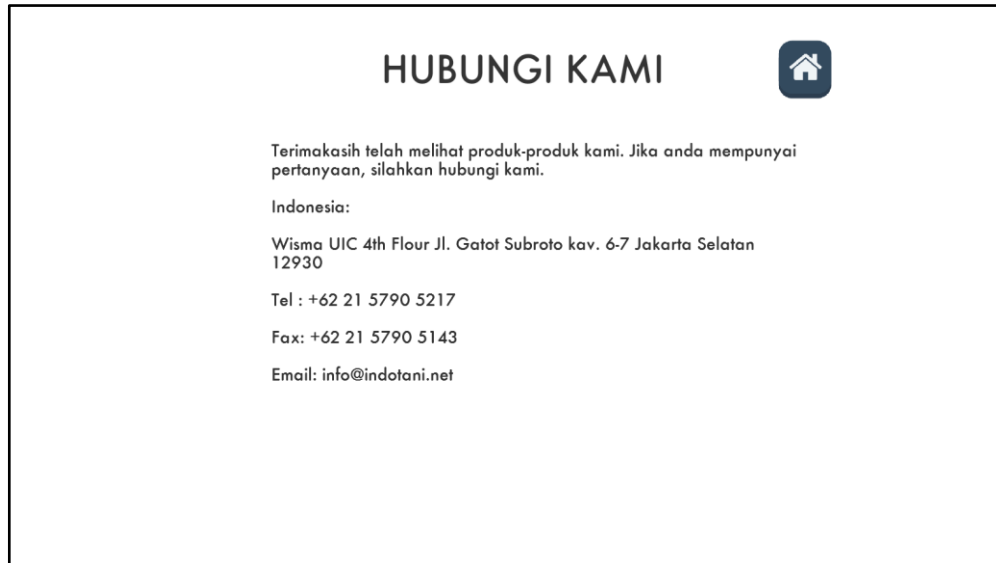 HUBUNGI KAMI
Terimakasih telah melihat produk-produk kami. Jika anda mempunyai
pertanyaan, silahkan hubungi kami.
Indonesia:
Wisma UIC 4th Flour Jl. Gatot Subroto kav. 6-7 Jakarta Selatan
12930
Tel : +62 21 5790 5217
Fax: +62 21 5790 5143
Email: info@indotani.net